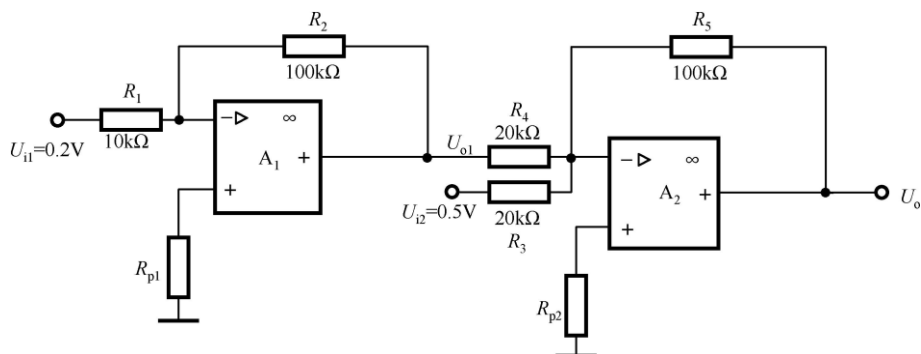 R2
100kΩ
R5
100kΩ
R1
10kΩ
Ui1=0.2V
− ▷ ∞
A1 +
+
Rp1
Uo1
R4
20kΩ
Ui2=0.5V
20kΩ
R3
− ▷ ∞
A2 +
+
Rp2
Uo